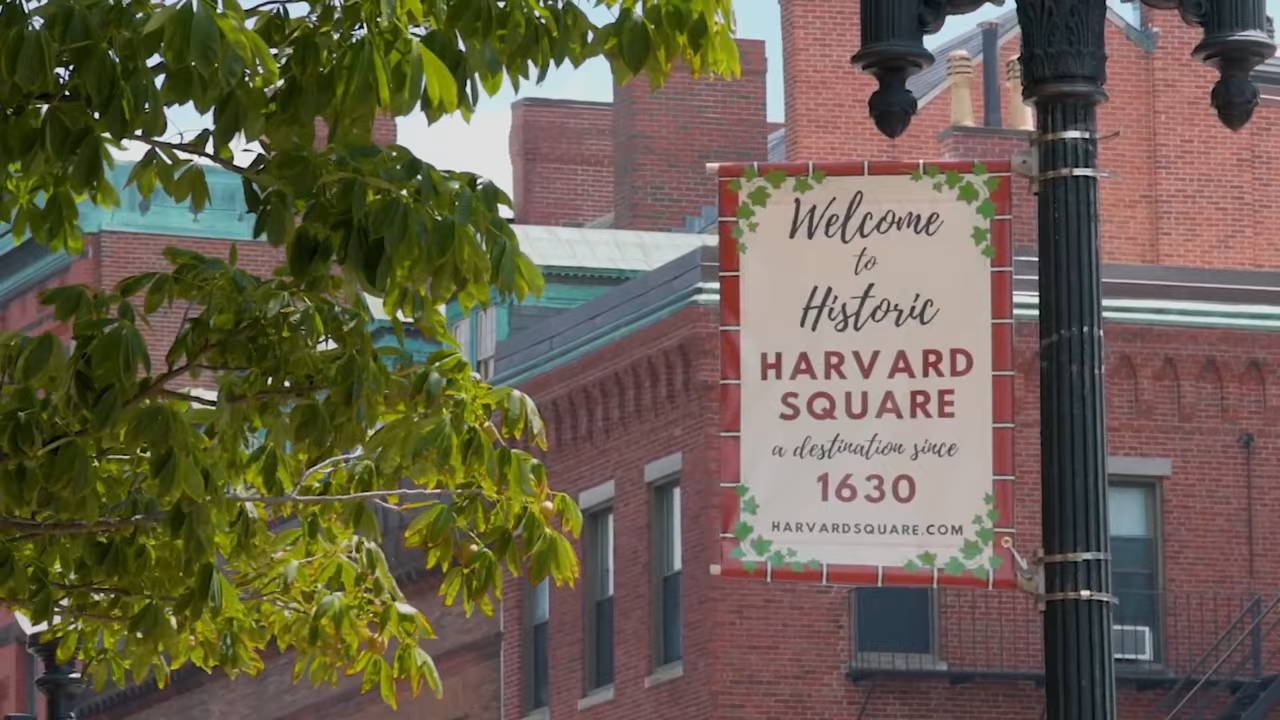 Welcome
to
Historic
HARVARD
SQUARE
a destination since
1630
HARVARDSQUARE.COM